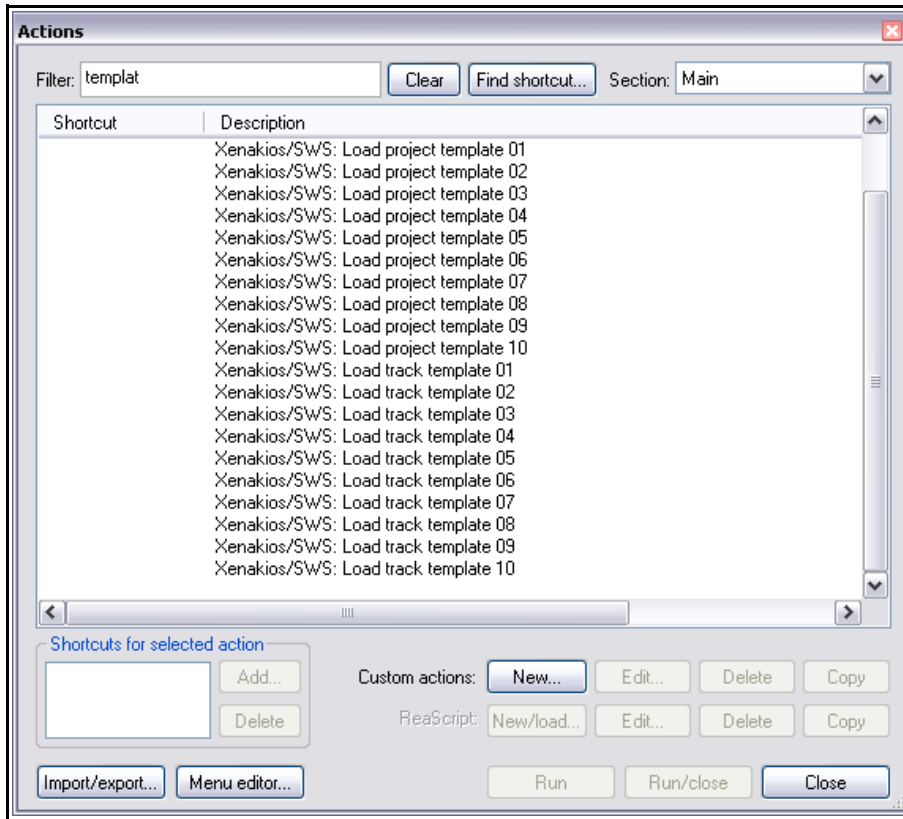 Actions
Filter: templat Clear Find shortcut... Section: Main
Shortcut Description
Xenakios/SWS: Load project template 01
Xenakios/SWS: Load project template 02
Xenakios/SWS: Load project template 03
Xenakios/SWS: Load project template 04
Xenakios/SWS: Load project template 05
Xenakios/SWS: Load project template 06
Xenakios/SWS: Load project template 07
Xenakios/SWS: Load project template 08
Xenakios/SWS: Load project template 09
Xenakios/SWS: Load project template 10
Xenakios/SWS: Load track template 01
Xenakios/SWS: Load track template 02
Xenakios/SWS: Load track template 03
Xenakios/SWS: Load track template 04
Xenakios/SWS: Load track template 05
Xenakios/SWS: Load track template 06
Xenakios/SWS: Load track template 07
Xenakios/SWS: Load track template 08
Xenakios/SWS: Load track template 09
Xenakios/SWS: Load track template 10
Shortcuts for selected action
Add... Custom actions: New... Edit... Delete Copy
Delete ReaScript: New/load... Edit... Delete Copy
Import/export... Menu editor... Run Run/close Close